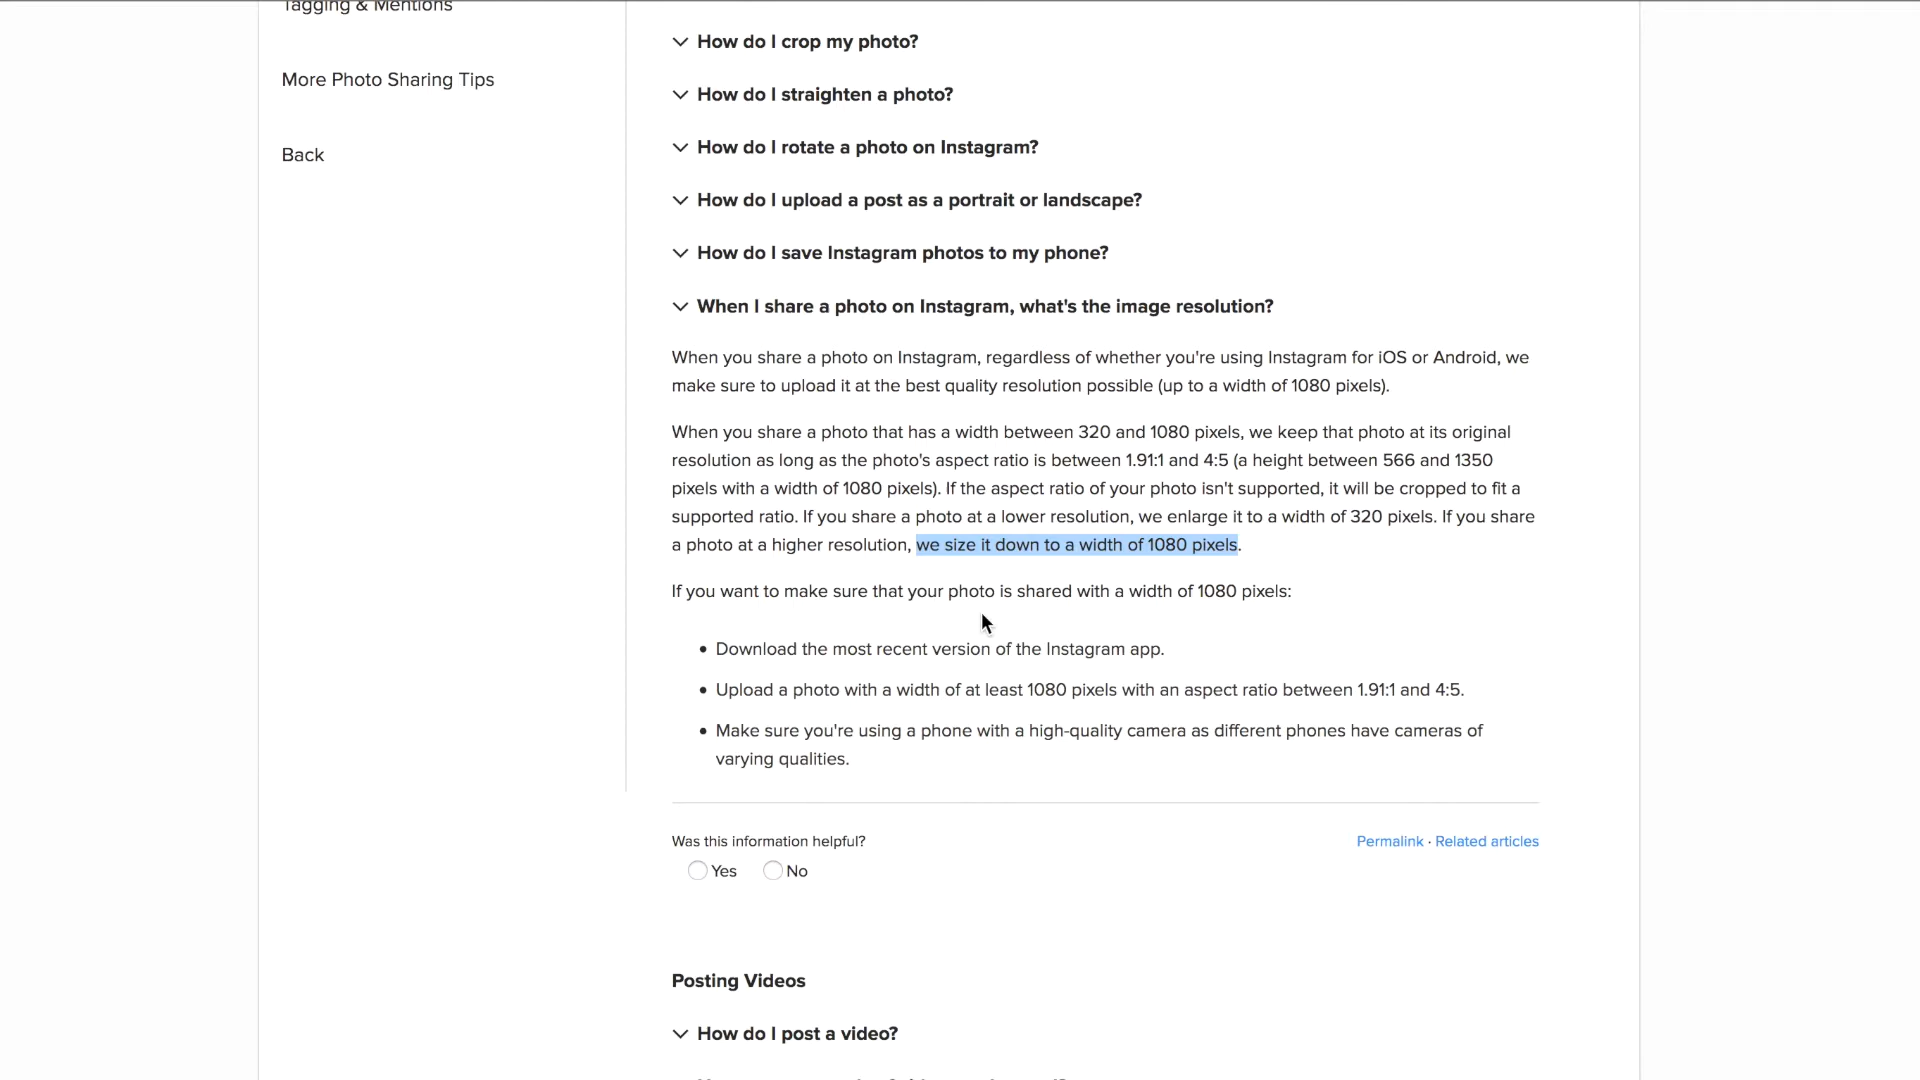 Tagging & Mentions
More Photo Sharing Tips
Back
How do I crop my photo?
How do I straighten a photo?
How do I rotate a photo on Instagram?
How do I upload a post as a portrait or landscape?
How do I save Instagram photos to my phone?
When I share a photo on Instagram, what's the image resolution?
When you share a photo on Instagram, regardless of whether you're using Instagram for iOS or Android, we
make sure to upload it at the best quality resolution possible (up to a width of 1080 pixels).
When you share a photo that has a width between 320 and 1080 pixels, we keep that photo at its original
resolution as long as the photo's aspect ratio is between 1.91:1 and 4:5 (a height between 566 and 1350
pixels with a width of 1080 pixels). If the aspect ratio of your photo isn't supported, it will be cropped to fit a
supported ratio. If you share a photo at a lower resolution, we enlarge it to a width of 320 pixels. If you share
a photo at a higher resolution, we size it down to a width of 1080 pixels.
If you want to make sure that your photo is shared with a width of 1080 pixels:
• Download the most recent version of the Instagram app.
• Upload a photo with a width of at least 1080 pixels with an aspect ratio between 1.91:1 and 4:5.
• Make sure you're using a phone with a high-quality camera as different phones have cameras of
varying qualities.
Was this information helpful?
Permalink · Related articles
Yes No
Posting Videos
How do I post a video?